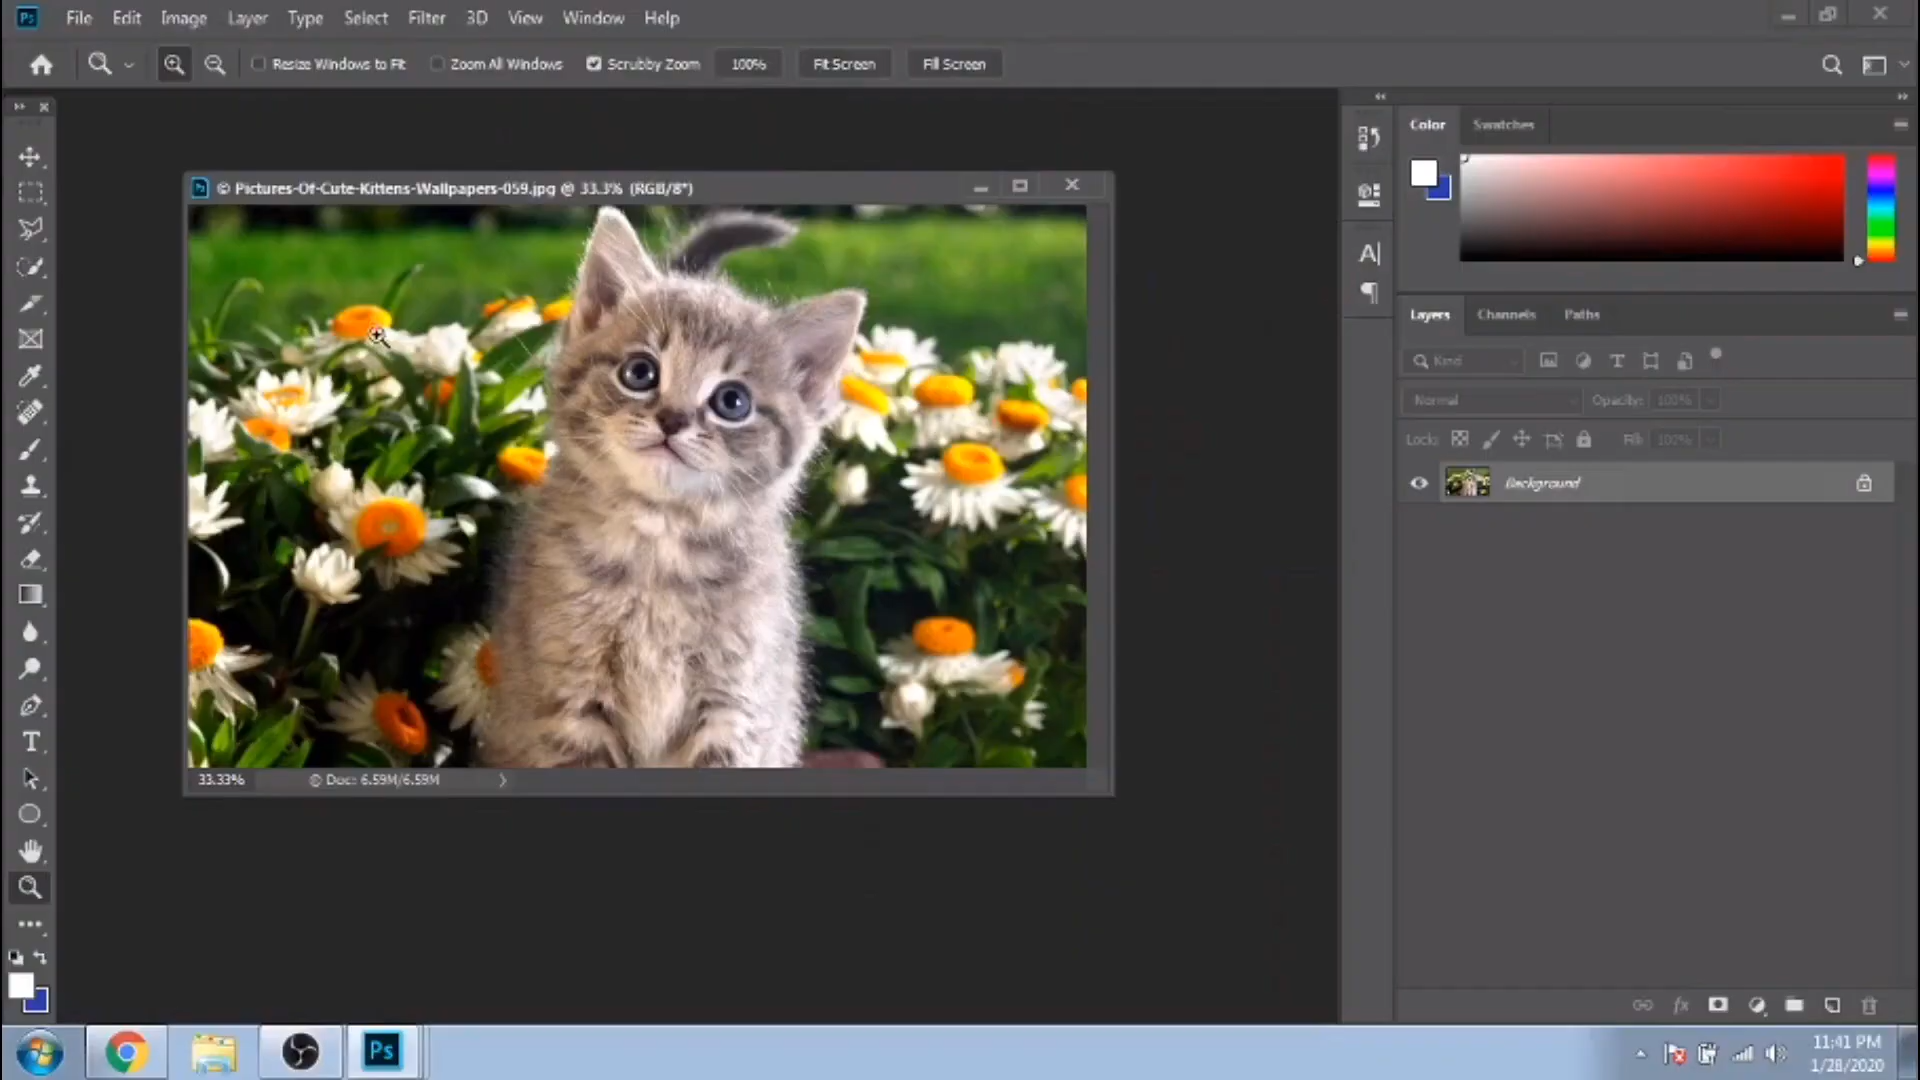 Ps File Edit Image Layer Type Select Filter 3D View Window Help
Resize Windows to Fit Zoom All Windows Scrubby Zoom 100% Fit Screen Fill Screen
Color Swatches
© Pictures-Of-Cute-Kittens-Wallpapers-059.jpg @ 33.3% (RGB/8*)
Layers Channels Paths
Kind
Normal Opacity: 100%
Lock: Fill: 100%
Background
33.33% © Doc: 6.59M/6.59M
fx
Ps
11:41 PM
1/28/2020